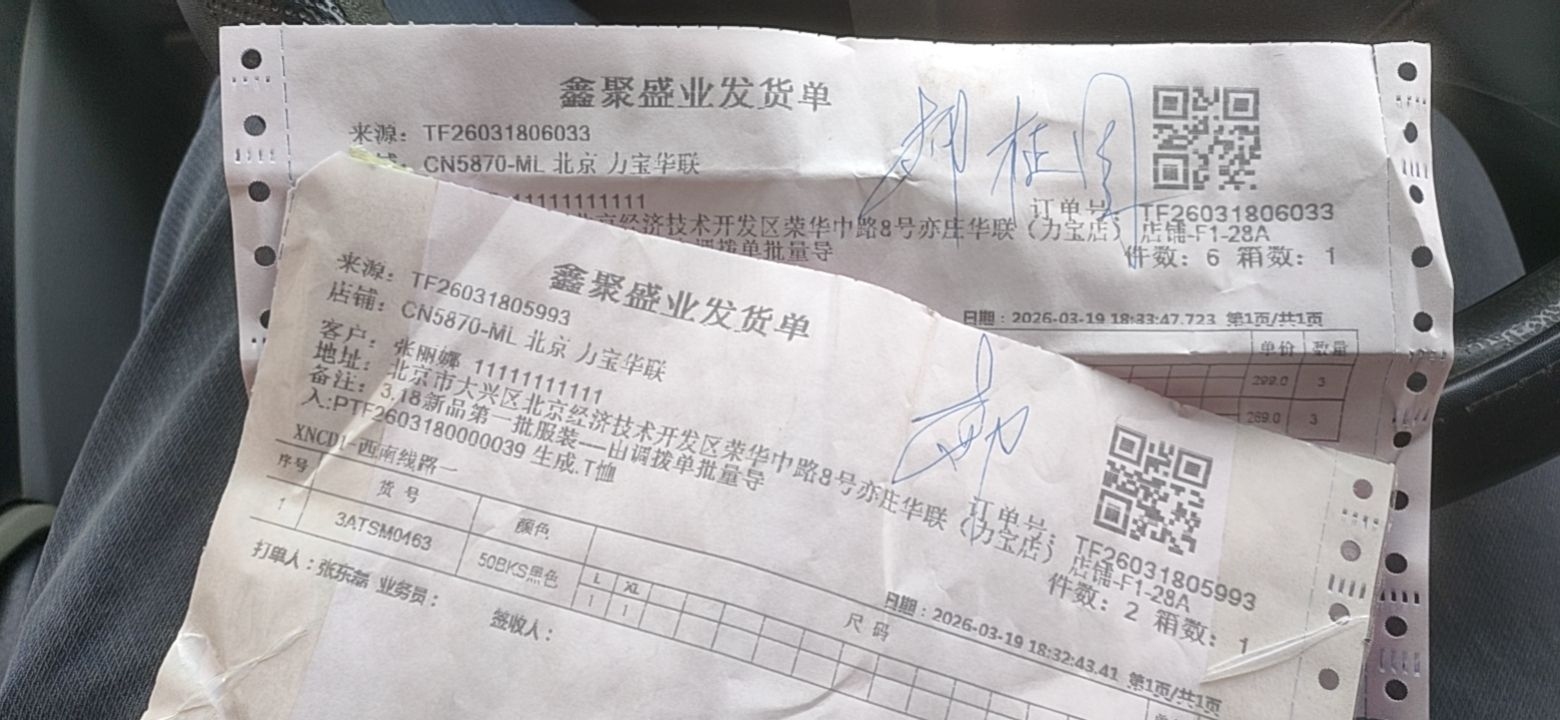 鑫聚盛业发货单
来源：TF26031806033
CN5870-ML 北京 力宝华联
11111111111
北京经济技术开发区荣华中路8号亦庄华联（力宝店）店铺-F1-28A
调拨单批量导
订单号：TF26031806033
件数：6 箱数：1
日期：2026-03-19 18:33:47.723 第1页/共1页
单价 数量
299.0 3
269.0 3
鑫聚盛业发货单
来源：TF26031805993
店铺：CN5870-ML 北京 力宝华联
客户：张丽娜 11111111111
地址：北京市大兴区北京经济技术开发区荣华中路8号亦庄华联（力宝店）店铺-F1-28A
备注：3.18新品第一批服装—出调拨单批量导
入:PTF2603180000039 生成.T恤
订单号：TF26031805993
件数：2 箱数：1
XNCD1-西南线路一
日期：2026-03-19 18:32:43.41 第1页/共1页
序号 货号 颜色 尺码
L XL
1 3ATSM0463 50BKS黑色 1 1
打单人：张东磊 业务员： 签收人：